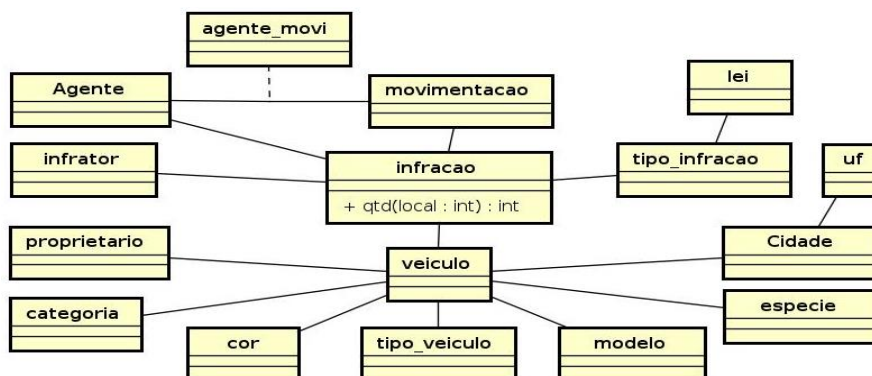 agente_movi
lei
Agente
movimentacao
infrator
infracao
+ qtd(local : int) : int
tipo_infracao
uf
proprietario
veiculo
Cidade
categoria
especie
cor
tipo_veiculo
modelo